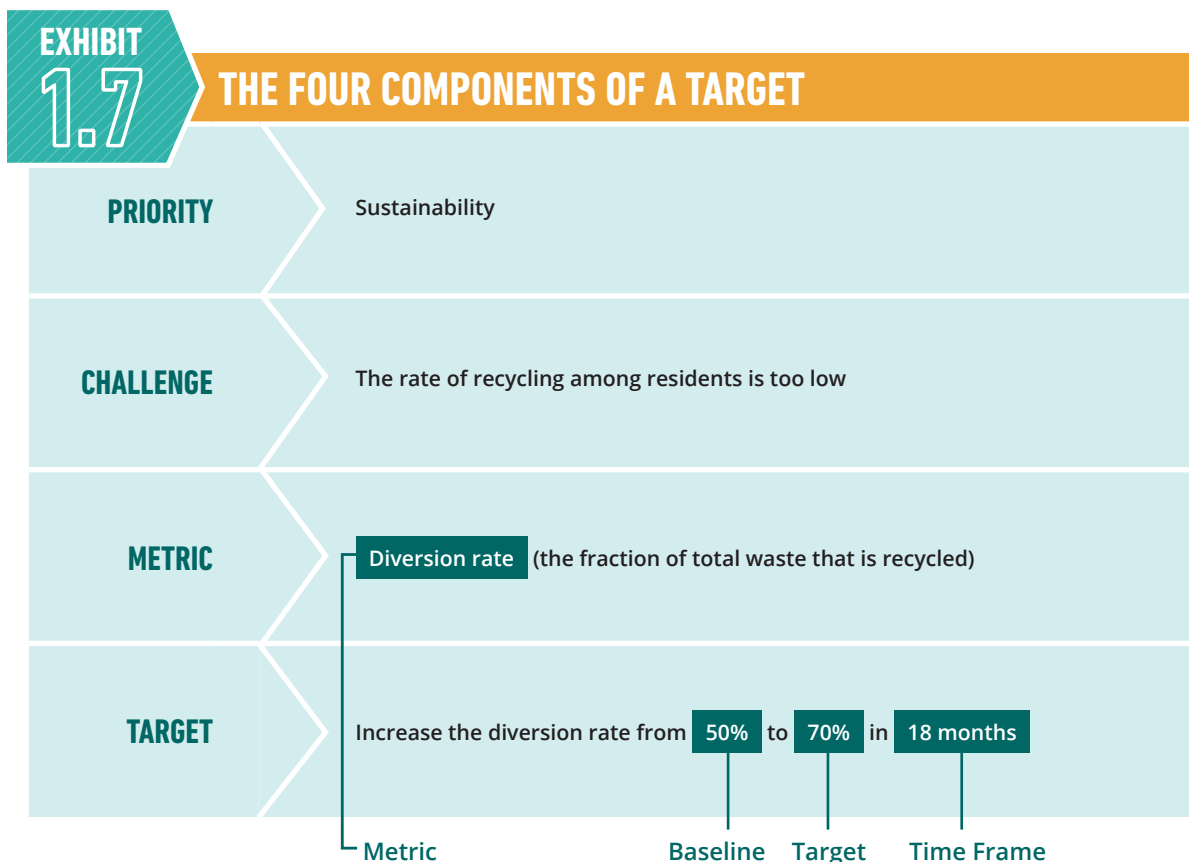 EXHIBIT
1.7
THE FOUR COMPONENTS OF A TARGET
PRIORITY
Sustainability
CHALLENGE
The rate of recycling among residents is too low
METRIC
Diversion rate (the fraction of total waste that is recycled)
TARGET
Increase the diversion rate from 50% to 70% in 18 months
Metric Baseline Target Time Frame